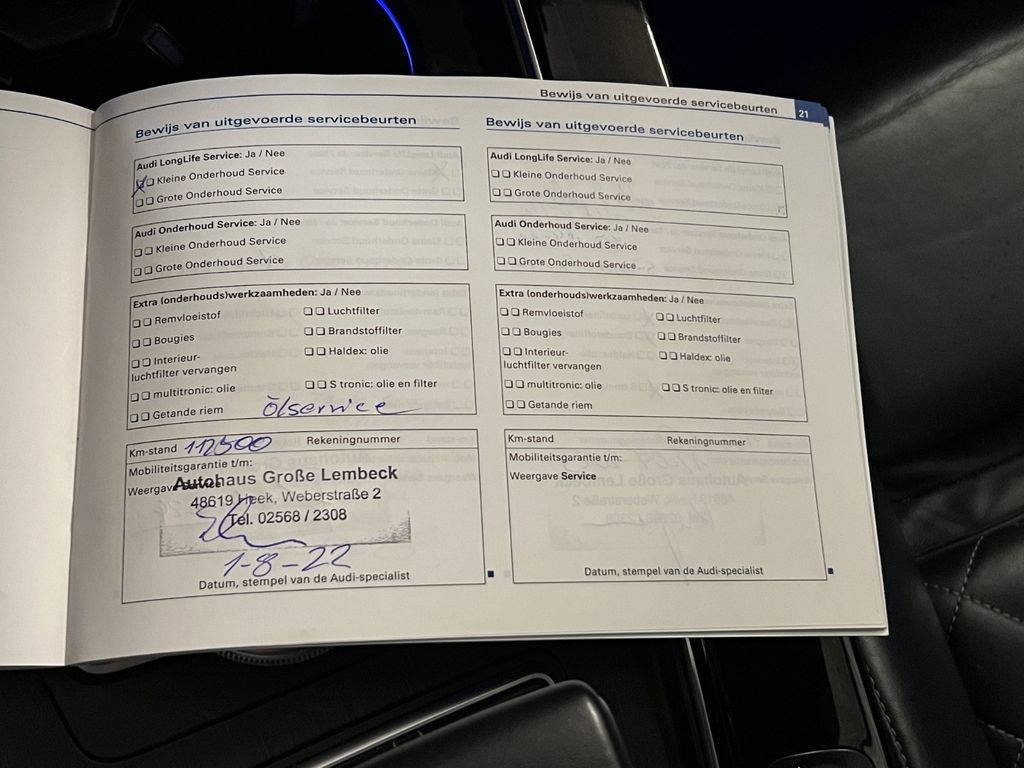 Bewijs van uitgevoerde servicebeurten 21
Bewijs van uitgevoerde servicebeurten
Audi LongLife Service: Ja / Nee
Kleine Onderhoud Service
Grote Onderhoud Service
Audi Onderhoud Service: Ja / Nee
Kleine Onderhoud Service
Grote Onderhoud Service
Extra (onderhouds)werkzaamheden: Ja / Nee
Remvloeistof
Luchtfilter
Bougies
Brandstoffilter
Interieur-
luchtfilter vervangen
Haldex: olie
multitronic: olie
S tronic: olie en filter
Getande riem
Ölservice
Km-stand 112500 Rekeningnummer
Mobiliteitsgarantie t/m:
Weergave Service
Autohaus Große Lembeck
48619 Heek, Weberstraße 2
Tel. 02568 / 2308
1-8-22
Datum, stempel van de Audi-specialist
Bewijs van uitgevoerde servicebeurten
Audi LongLife Service: Ja / Nee
Kleine Onderhoud Service
Grote Onderhoud Service
Audi Onderhoud Service: Ja / Nee
Kleine Onderhoud Service
Grote Onderhoud Service
Extra (onderhouds)werkzaamheden: Ja / Nee
Remvloeistof
Luchtfilter
Bougies
Brandstoffilter
Interieur-
luchtfilter vervangen
Haldex: olie
multitronic: olie
S tronic: olie en filter
Getande riem
Km-stand Rekeningnummer
Mobiliteitsgarantie t/m:
Weergave Service
Datum, stempel van de Audi-specialist